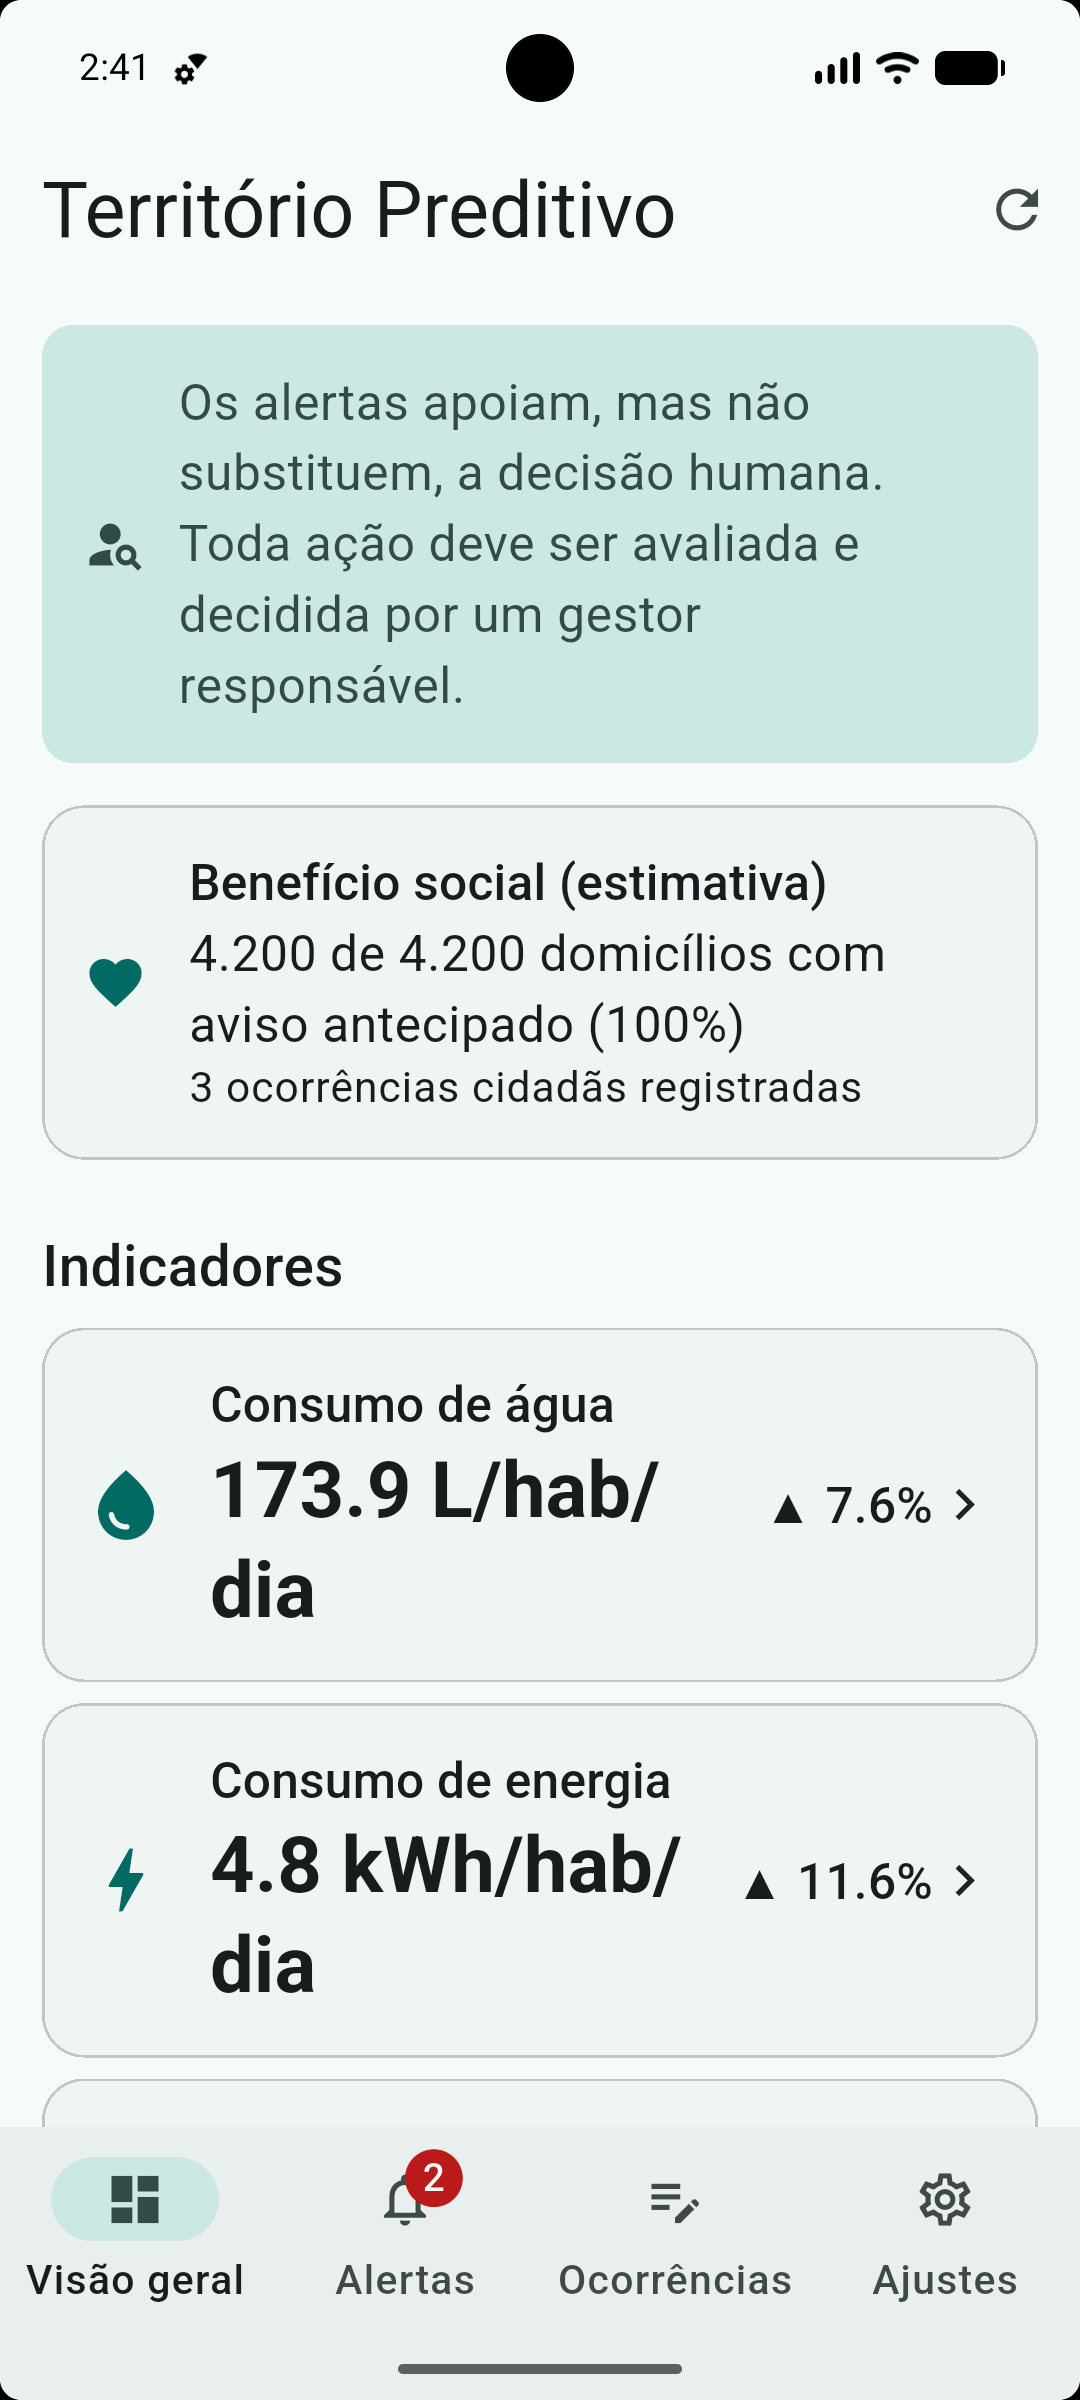 2:41
Território Preditivo
Os alertas apoiam, mas não
substituem, a decisão humana.
Toda ação deve ser avaliada e
decidida por um gestor
responsável.
Benefício social (estimativa)
4.200 de 4.200 domicílios com
aviso antecipado (100%)
3 ocorrências cidadãs registradas
Indicadores
Consumo de água
173.9 L/hab/
dia
▲ 7.6%
Consumo de energia
4.8 kWh/hab/
dia
▲ 11.6%
2
Visão geral
Alertas
Ocorrências
Ajustes